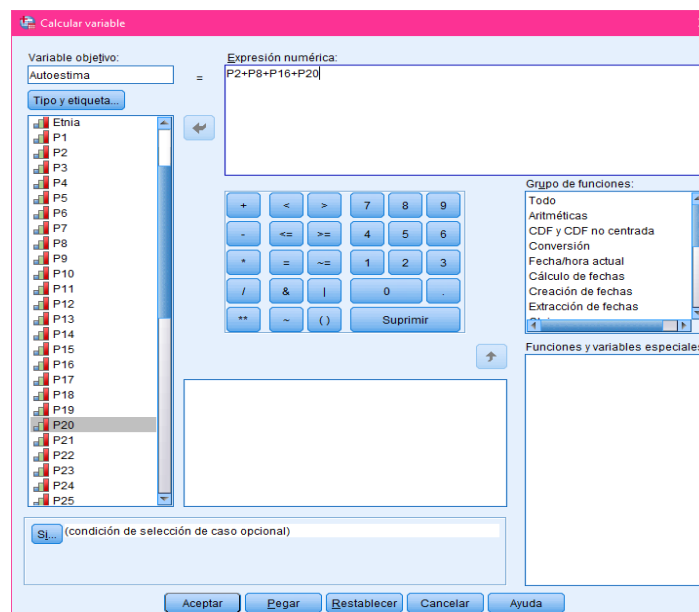 Calcular variable
Variable objetivo:
Autoestima
=
Expresión numérica:
P2+P8+P16+P20
Tipo y etiqueta...
Etnia
P1
P2
P3
P4
P5
P6
P7
P8
P9
P10
P11
P12
P13
P14
P15
P16
P17
P18
P19
P20
P21
P22
P23
P24
P25
+ < > 7 8 9
- <= >= 4 5 6
* = ~= 1 2 3
/ & | 0 .
** ~ ( ) Suprimir
Grupo de funciones:
Todo
Aritméticas
CDF y CDF no centrada
Conversión
Fecha/hora actual
Cálculo de fechas
Creación de fechas
Extracción de fechas
Funciones y variables especiales
Si... (condición de selección de caso opcional)
Aceptar Pegar Restablecer Cancelar Ayuda